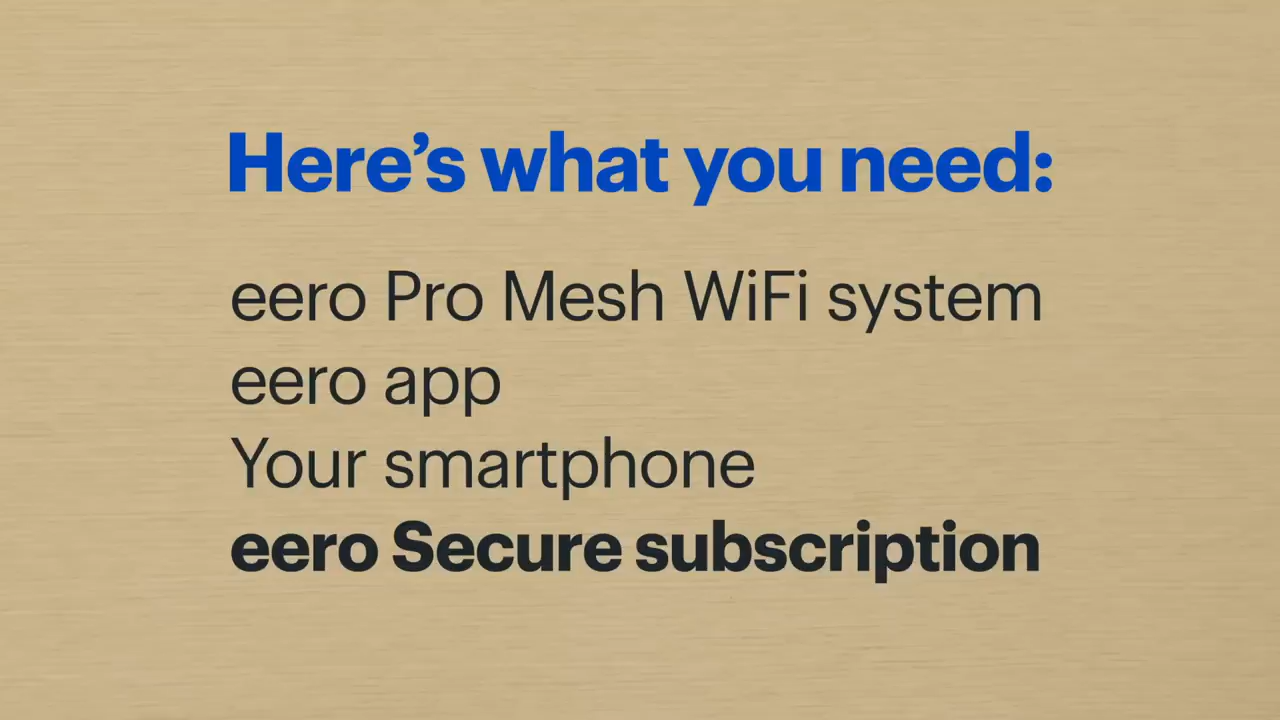 Here’s what you need:
eero Pro Mesh WiFi system
eero app
Your smartphone
eero Secure subscription